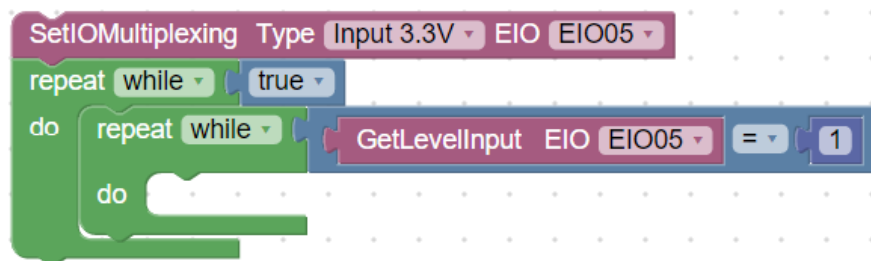 SetIOMultiplexing Type Input 3.3V EIO EIO05
repeat while true
do repeat while GetLevelInput EIO EIO05 = 1
do